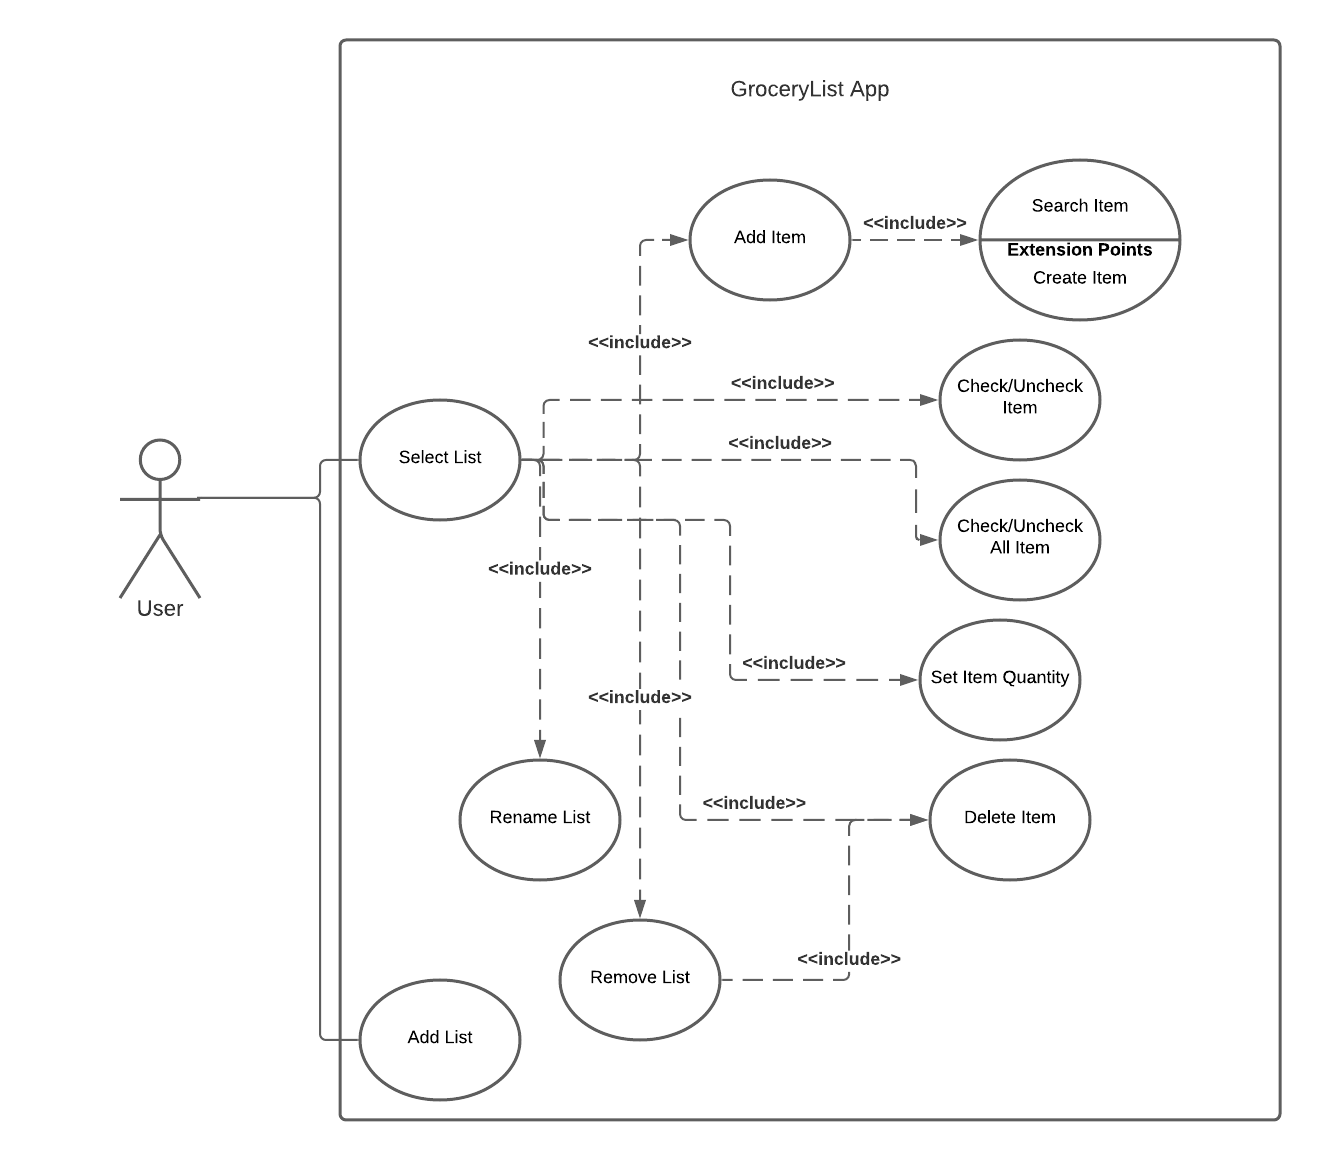 GroceryList App
Search Item
Add Item
<<include>>
Extension Points
Create Item
<<include>>
<<include>>
Check/Uncheck
Item
<<include>>
Select List
Check/Uncheck
All Item
<<include>>
User
<<include>>
Set Item Quantity
<<include>>
<<include>>
Rename List
Delete Item
<<include>>
Remove List
Add List